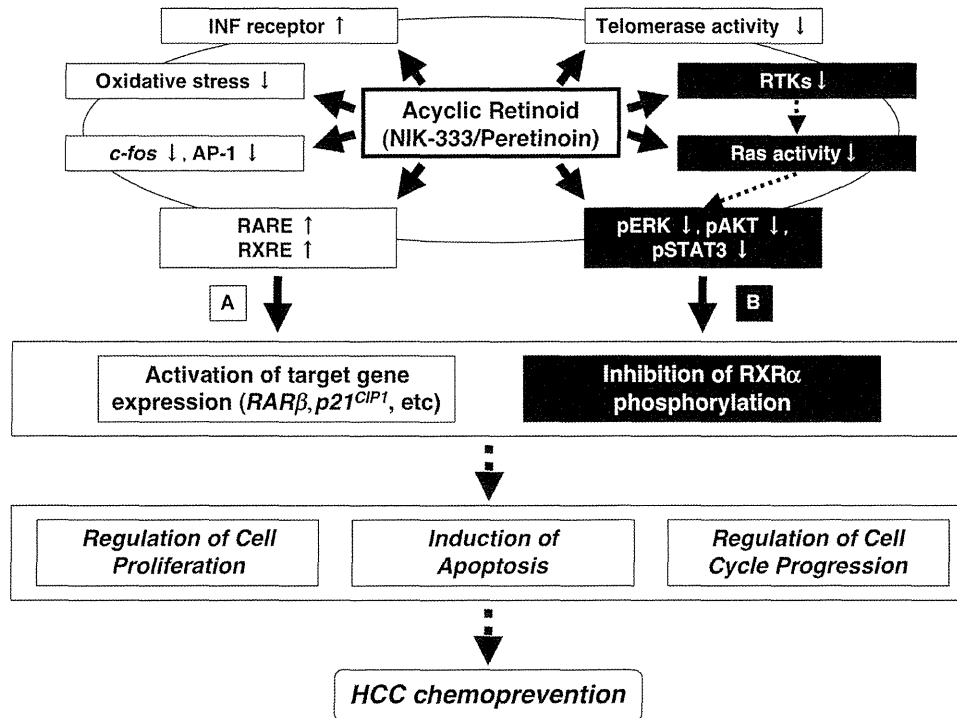 INF receptor ↑
Telomerase activity ↓
Oxidative stress ↓
RTKs ↓
Acyclic Retinoid
(NIK-333/Peretinoin)
c-fos ↓, AP-1 ↓
Ras activity ↓
RARE ↑
RXRE ↑
pERK ↓, pAKT ↓,
pSTAT3 ↓
A
B
Activation of target gene
expression (RARβ, p21CIP1, etc)
Inhibition of RXRα
phosphorylation
Regulation of Cell
Proliferation
Induction of
Apoptosis
Regulation of Cell
Cycle Progression
HCC chemoprevention